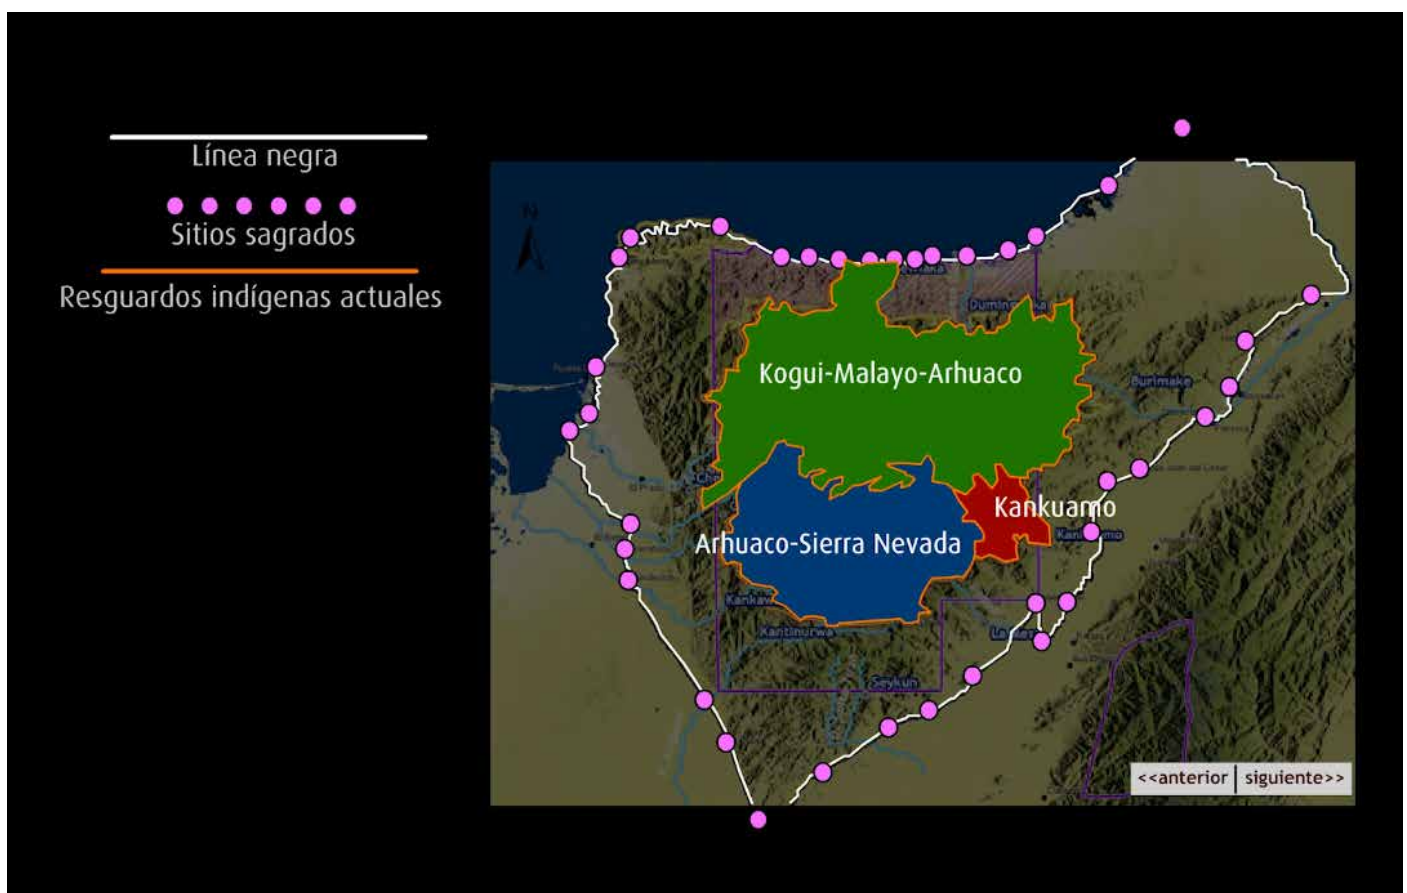 Línea negra
Sitios sagrados
Resguardos indígenas actuales
N
Kogui-Malayo-Arhuaco
Burimake
Kankuamo
Arhuaco-Sierra Nevada
Kantinurwa
Seykun
<<anterior | siguiente>>